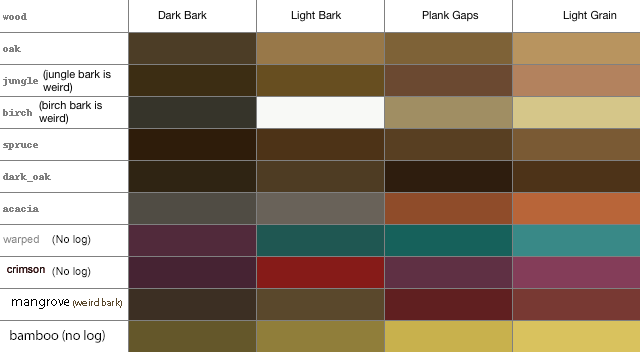 wood Dark Bark Light Bark Plank Gaps Light Grain
oak
jungle (jungle bark is
weird)
birch (birch bark is
weird)
spruce
dark_oak
acacia
warped (No log)
crimson (No log)
mangrove (weird bark)
bamboo (no log)